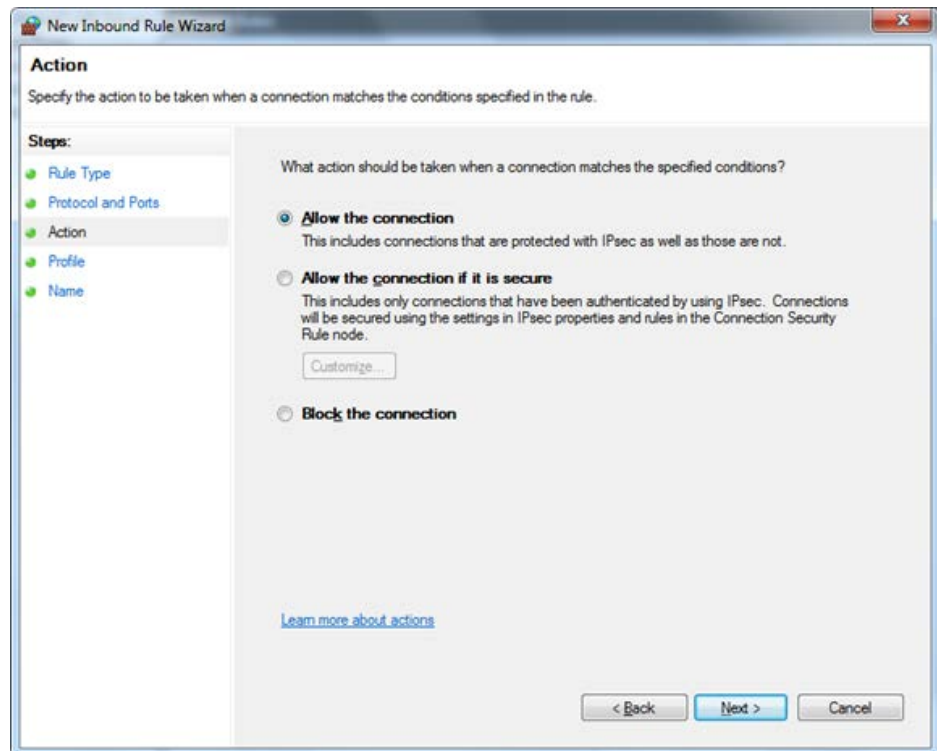 New Inbound Rule Wizard
Action
Specify the action to be taken when a connection matches the conditions specified in the rule.
Steps:
Rule Type
Protocol and Ports
Action
Profile
Name
What action should be taken when a connection matches the specified conditions?
Allow the connection
This includes connections that are protected with IPsec as well as those are not.
Allow the connection if it is secure
This includes only connections that have been authenticated by using IPsec. Connections
will be secured using the settings in IPsec properties and rules in the Connection Security
Rule node.
Customize...
Block the connection
Learn more about actions
< Back
Next >
Cancel